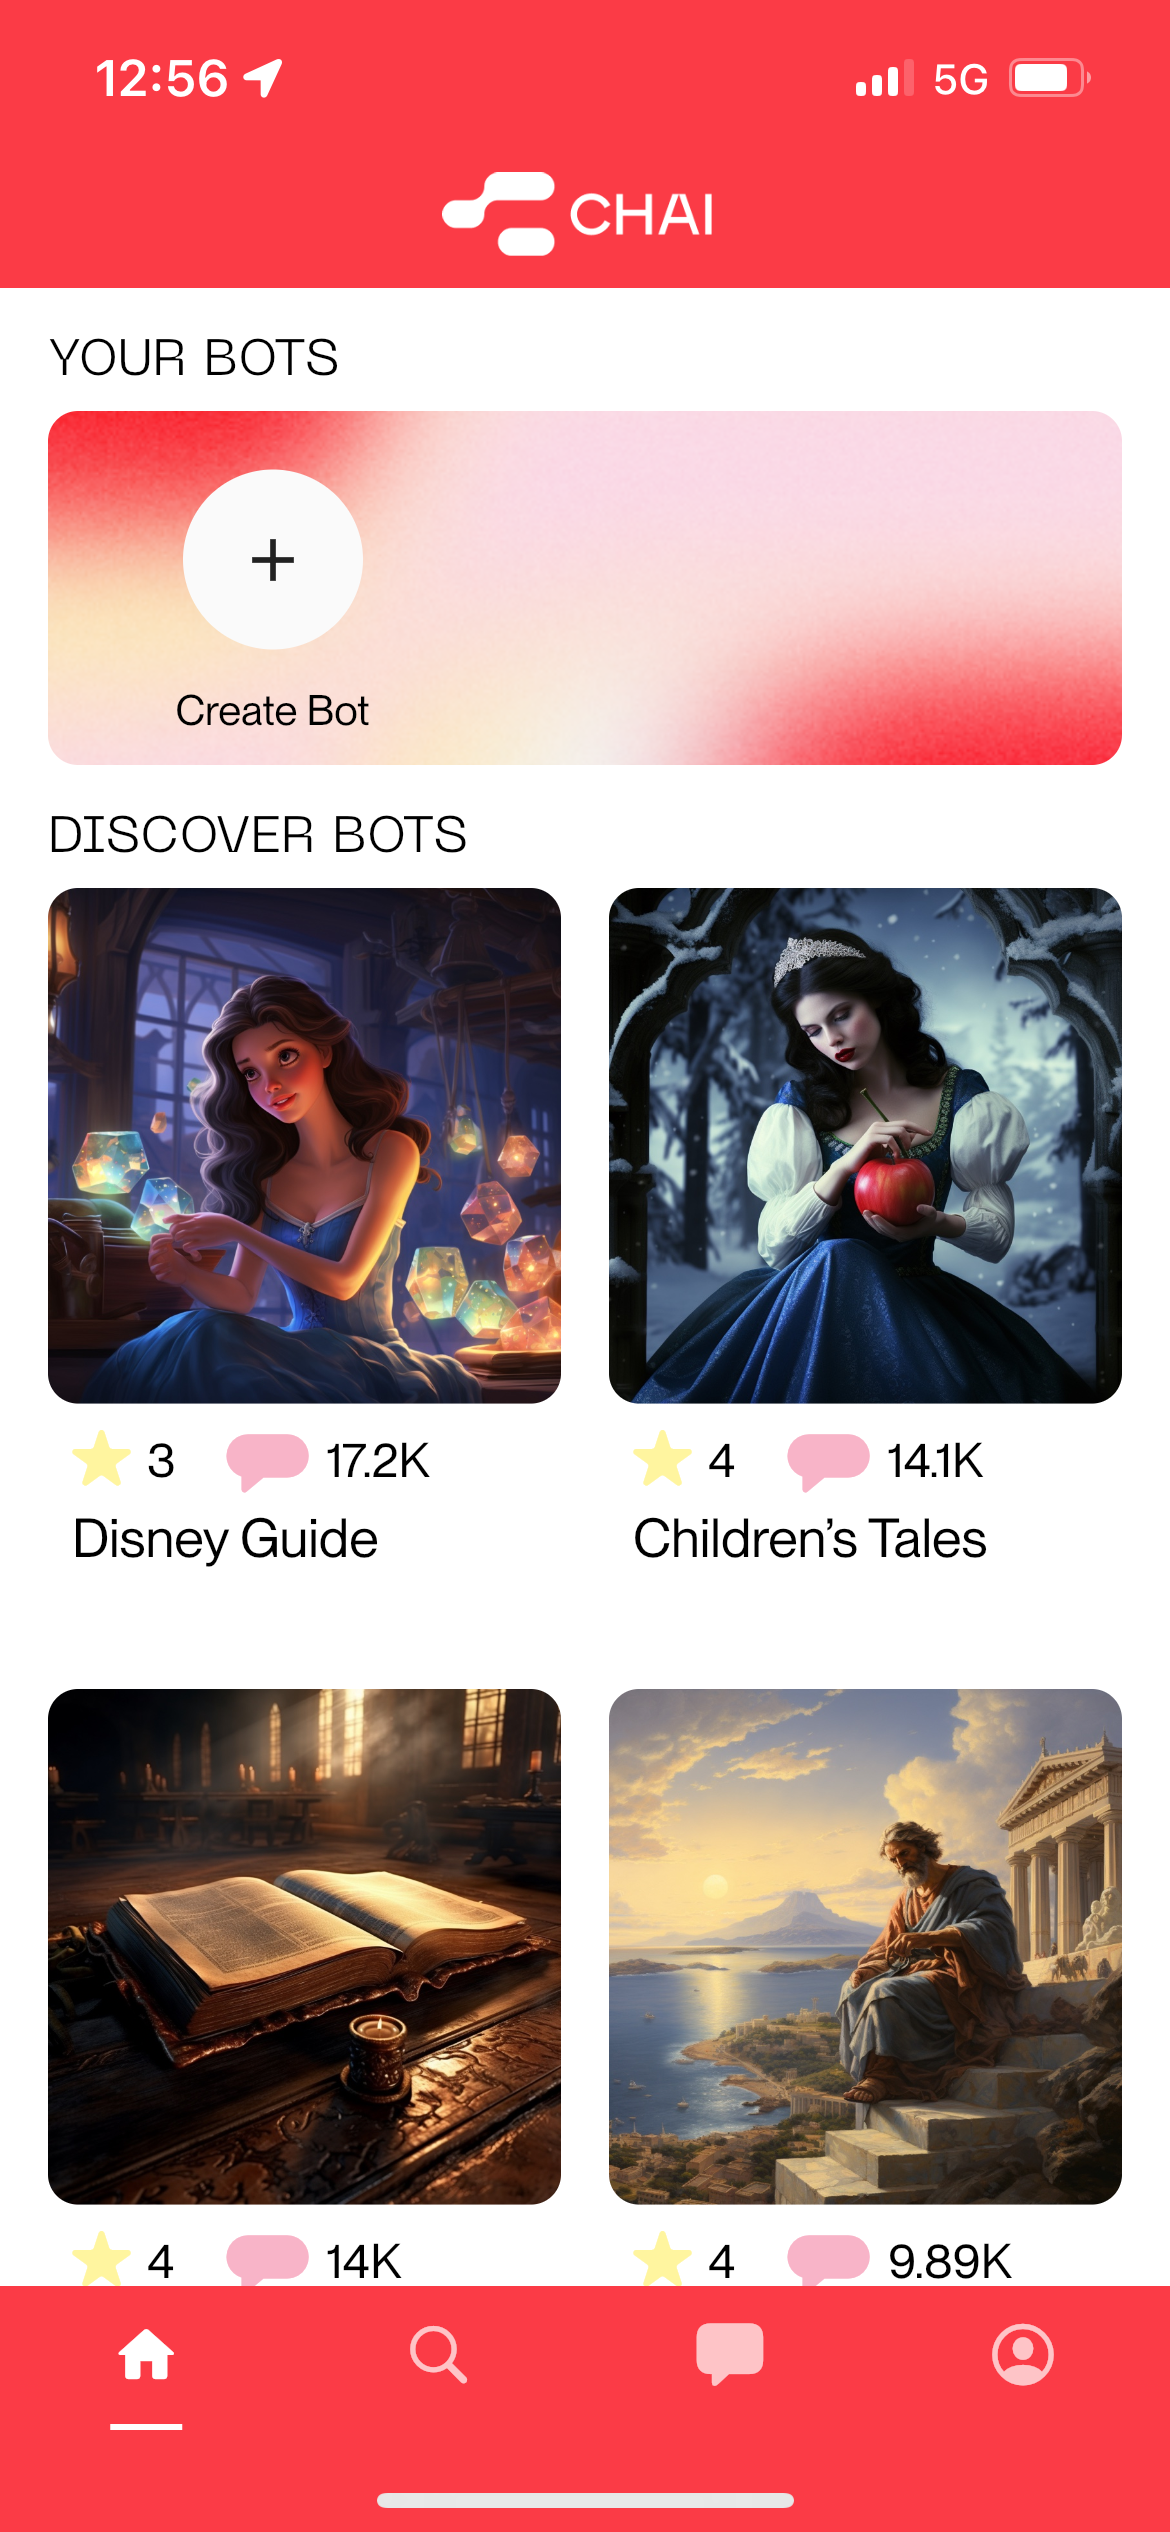 12:56
5G
CHAI
YOUR BOTS
Create Bot
DISCOVER BOTS
3 17.2K
4 14.1K
Disney Guide
Children’s Tales
4 14K
4 9.89K